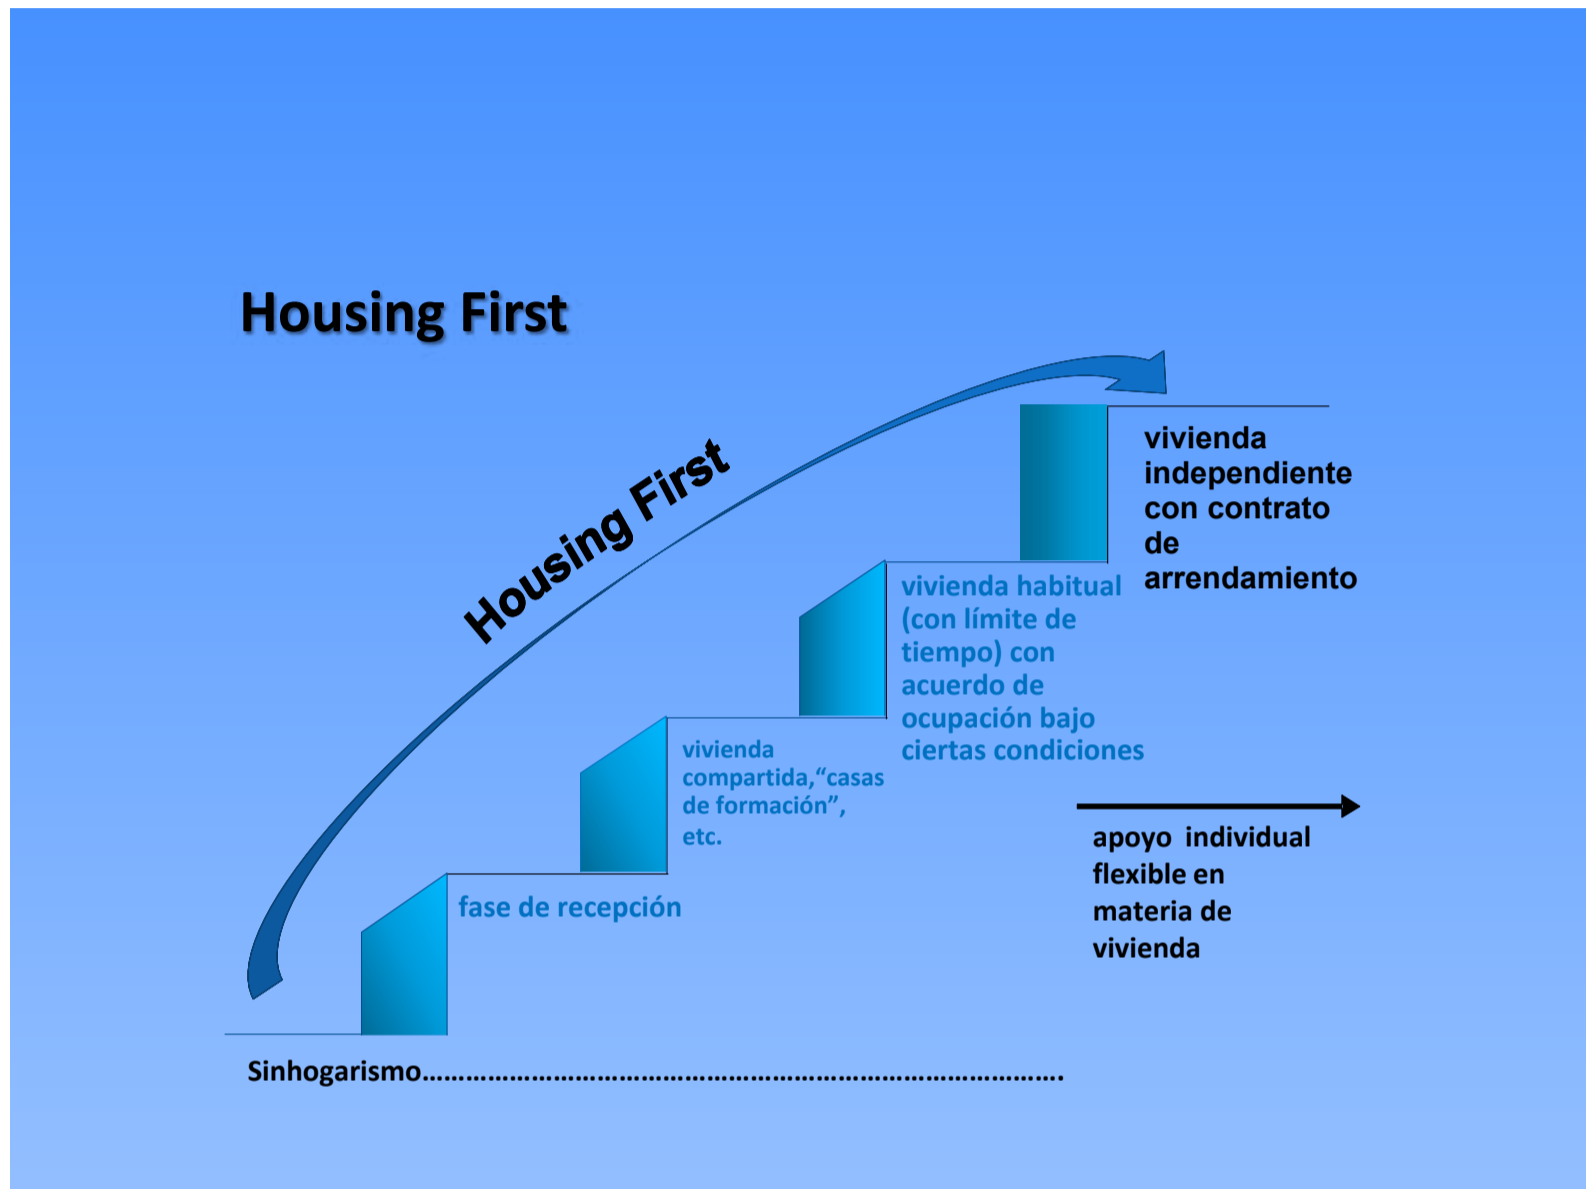 Housing First
Housing First
vivienda
independiente
con contrato
de
arrendamiento
vivienda habitual
(con límite de
tiempo) con
acuerdo de
ocupación bajo
ciertas condiciones
vivienda
compartida,“casas
de formación”,
etc.
apoyo  individual
flexible en
materia de
vivienda
fase de recepción
Sinhogarismo…………………………………………………………………………….